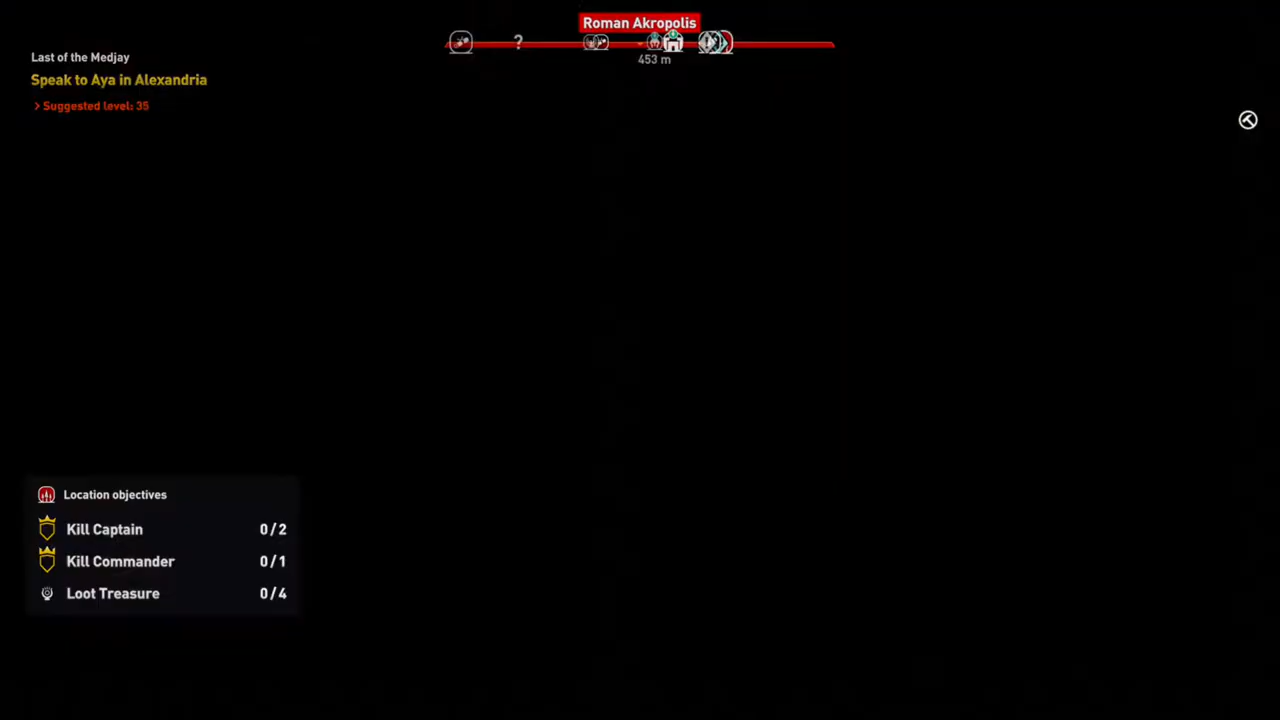 Roman Akropolis
?
453 m
Last of the Medjay
Speak to Aya in Alexandria
> Suggested level: 35
Location objectives
Kill Captain 0/2
Kill Commander 0/1
Loot Treasure 0/4